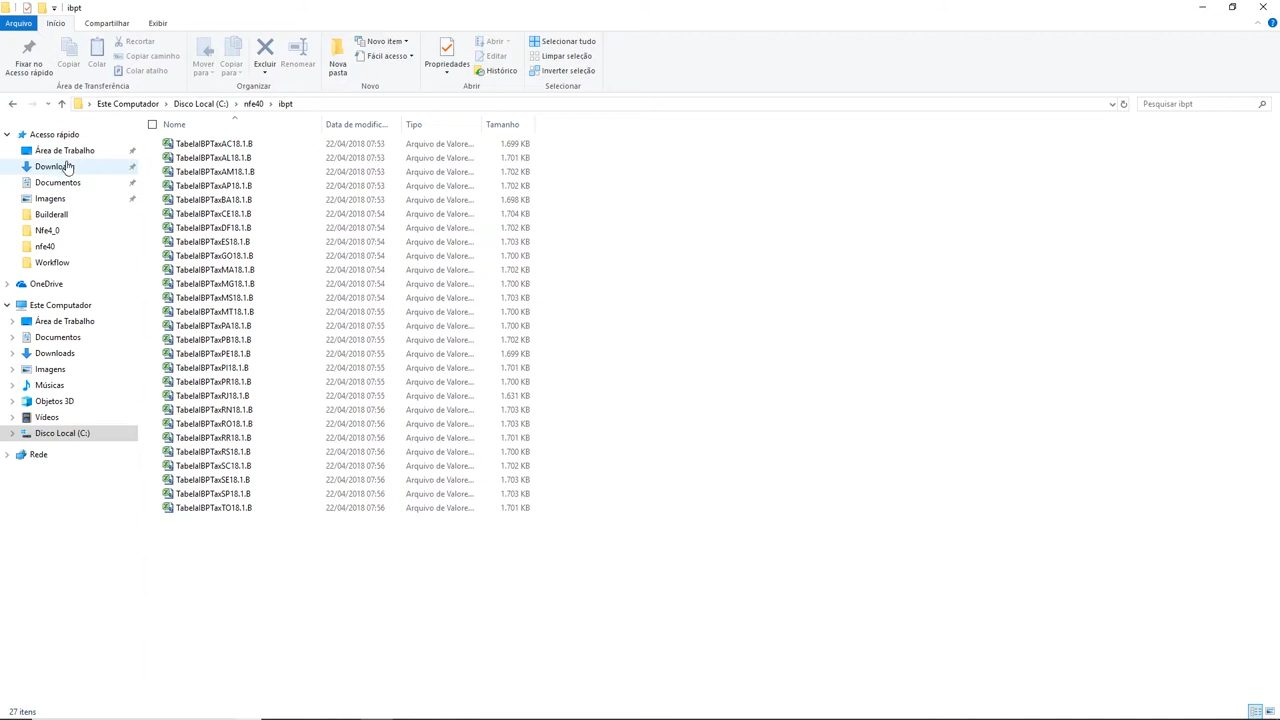 ibpt
Arquivo Início Compartilhar Exibir
Fixar no Acesso rápido
Copiar
Colar
Recortar
Copiar caminho
Colar atalho
Área de Transferência
Mover para
Copiar para
Excluir
Renomear
Organizar
Nova pasta
Novo item
Fácil acesso
Novo
Propriedades
Abrir
Editar
Histórico
Abrir
Selecionar tudo
Limpar seleção
Inverter seleção
Selecionar
Este Computador > Disco Local (C:) > nfe40 > ibpt
Pesquisar ibpt
Acesso rápido
Área de Trabalho
Documentos
Imagens
Builderall
Nfe4_0
nfe40
Workflow
OneDrive
Este Computador
Área de Trabalho
Documentos
Downloads
Imagens
Músicas
Objetos 3D
Vídeos
Disco Local (C:)
Rede
Nome Data de modific... Tipo Tamanho
TabelaIBPTaxAC18.1.B 22/04/2018 07:53 Arquivo de Valore... 1.699 KB
TabelaIBPTaxAL18.1.B 22/04/2018 07:53 Arquivo de Valore... 1.701 KB
TabelaIBPTaxAM18.1.B 22/04/2018 07:53 Arquivo de Valore... 1.702 KB
TabelaIBPTaxAP18.1.B 22/04/2018 07:53 Arquivo de Valore... 1.702 KB
TabelaIBPTaxBA18.1.B 22/04/2018 07:53 Arquivo de Valore... 1.698 KB
TabelaIBPTaxCE18.1.B 22/04/2018 07:54 Arquivo de Valore... 1.704 KB
TabelaIBPTaxDF18.1.B 22/04/2018 07:54 Arquivo de Valore... 1.702 KB
TabelaIBPTaxES18.1.B 22/04/2018 07:54 Arquivo de Valore... 1.703 KB
TabelaIBPTaxGO18.1.B 22/04/2018 07:54 Arquivo de Valore... 1.700 KB
TabelaIBPTaxMA18.1.B 22/04/2018 07:54 Arquivo de Valore... 1.702 KB
TabelaIBPTaxMG18.1.B 22/04/2018 07:54 Arquivo de Valore... 1.700 KB
TabelaIBPTaxMS18.1.B 22/04/2018 07:54 Arquivo de Valore... 1.703 KB
TabelaIBPTaxMT18.1.B 22/04/2018 07:55 Arquivo de Valore... 1.700 KB
TabelaIBPTaxPA18.1.B 22/04/2018 07:55 Arquivo de Valore... 1.700 KB
TabelaIBPTaxPB18.1.B 22/04/2018 07:55 Arquivo de Valore... 1.702 KB
TabelaIBPTaxPE18.1.B 22/04/2018 07:55 Arquivo de Valore... 1.699 KB
TabelaIBPTaxPI18.1.B 22/04/2018 07:55 Arquivo de Valore... 1.701 KB
TabelaIBPTaxPR18.1.B 22/04/2018 07:55 Arquivo de Valore... 1.700 KB
TabelaIBPTaxRJ18.1.B 22/04/2018 07:55 Arquivo de Valore... 1.631 KB
TabelaIBPTaxRN18.1.B 22/04/2018 07:56 Arquivo de Valore... 1.703 KB
TabelaIBPTaxRO18.1.B 22/04/2018 07:56 Arquivo de Valore... 1.703 KB
TabelaIBPTaxRR18.1.B 22/04/2018 07:56 Arquivo de Valore... 1.701 KB
TabelaIBPTaxRS18.1.B 22/04/2018 07:56 Arquivo de Valore... 1.700 KB
TabelaIBPTaxSC18.1.B 22/04/2018 07:56 Arquivo de Valore... 1.702 KB
TabelaIBPTaxSE18.1.B 22/04/2018 07:56 Arquivo de Valore... 1.703 KB
TabelaIBPTaxSP18.1.B 22/04/2018 07:56 Arquivo de Valore... 1.703 KB
TabelaIBPTaxTO18.1.B 22/04/2018 07:56 Arquivo de Valore... 1.701 KB
27 itens